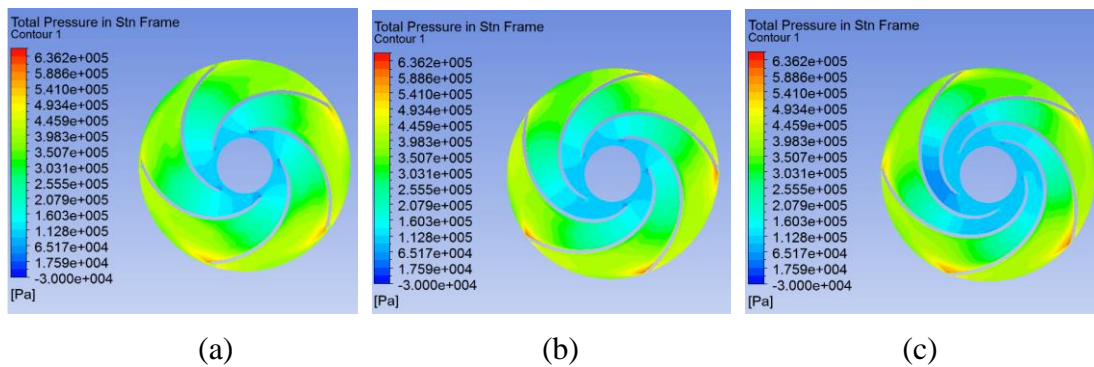 Total Pressure in Stn Frame
Contour 1
6.362e+005
5.886e+005
5.410e+005
4.934e+005
4.459e+005
3.983e+005
3.507e+005
3.031e+005
2.555e+005
2.079e+005
1.603e+005
1.128e+005
6.517e+004
1.759e+004
-3.000e+004
[Pa]
(a)
Total Pressure in Stn Frame
Contour 1
6.362e+005
5.886e+005
5.410e+005
4.934e+005
4.459e+005
3.983e+005
3.507e+005
3.031e+005
2.555e+005
2.079e+005
1.603e+005
1.128e+005
6.517e+004
1.759e+004
-3.000e+004
[Pa]
(b)
Total Pressure in Stn Frame
Contour 1
6.362e+005
5.886e+005
5.410e+005
4.934e+005
4.459e+005
3.983e+005
3.507e+005
3.031e+005
2.555e+005
2.079e+005
1.603e+005
1.128e+005
6.517e+004
1.759e+004
-3.000e+004
[Pa]
(c)